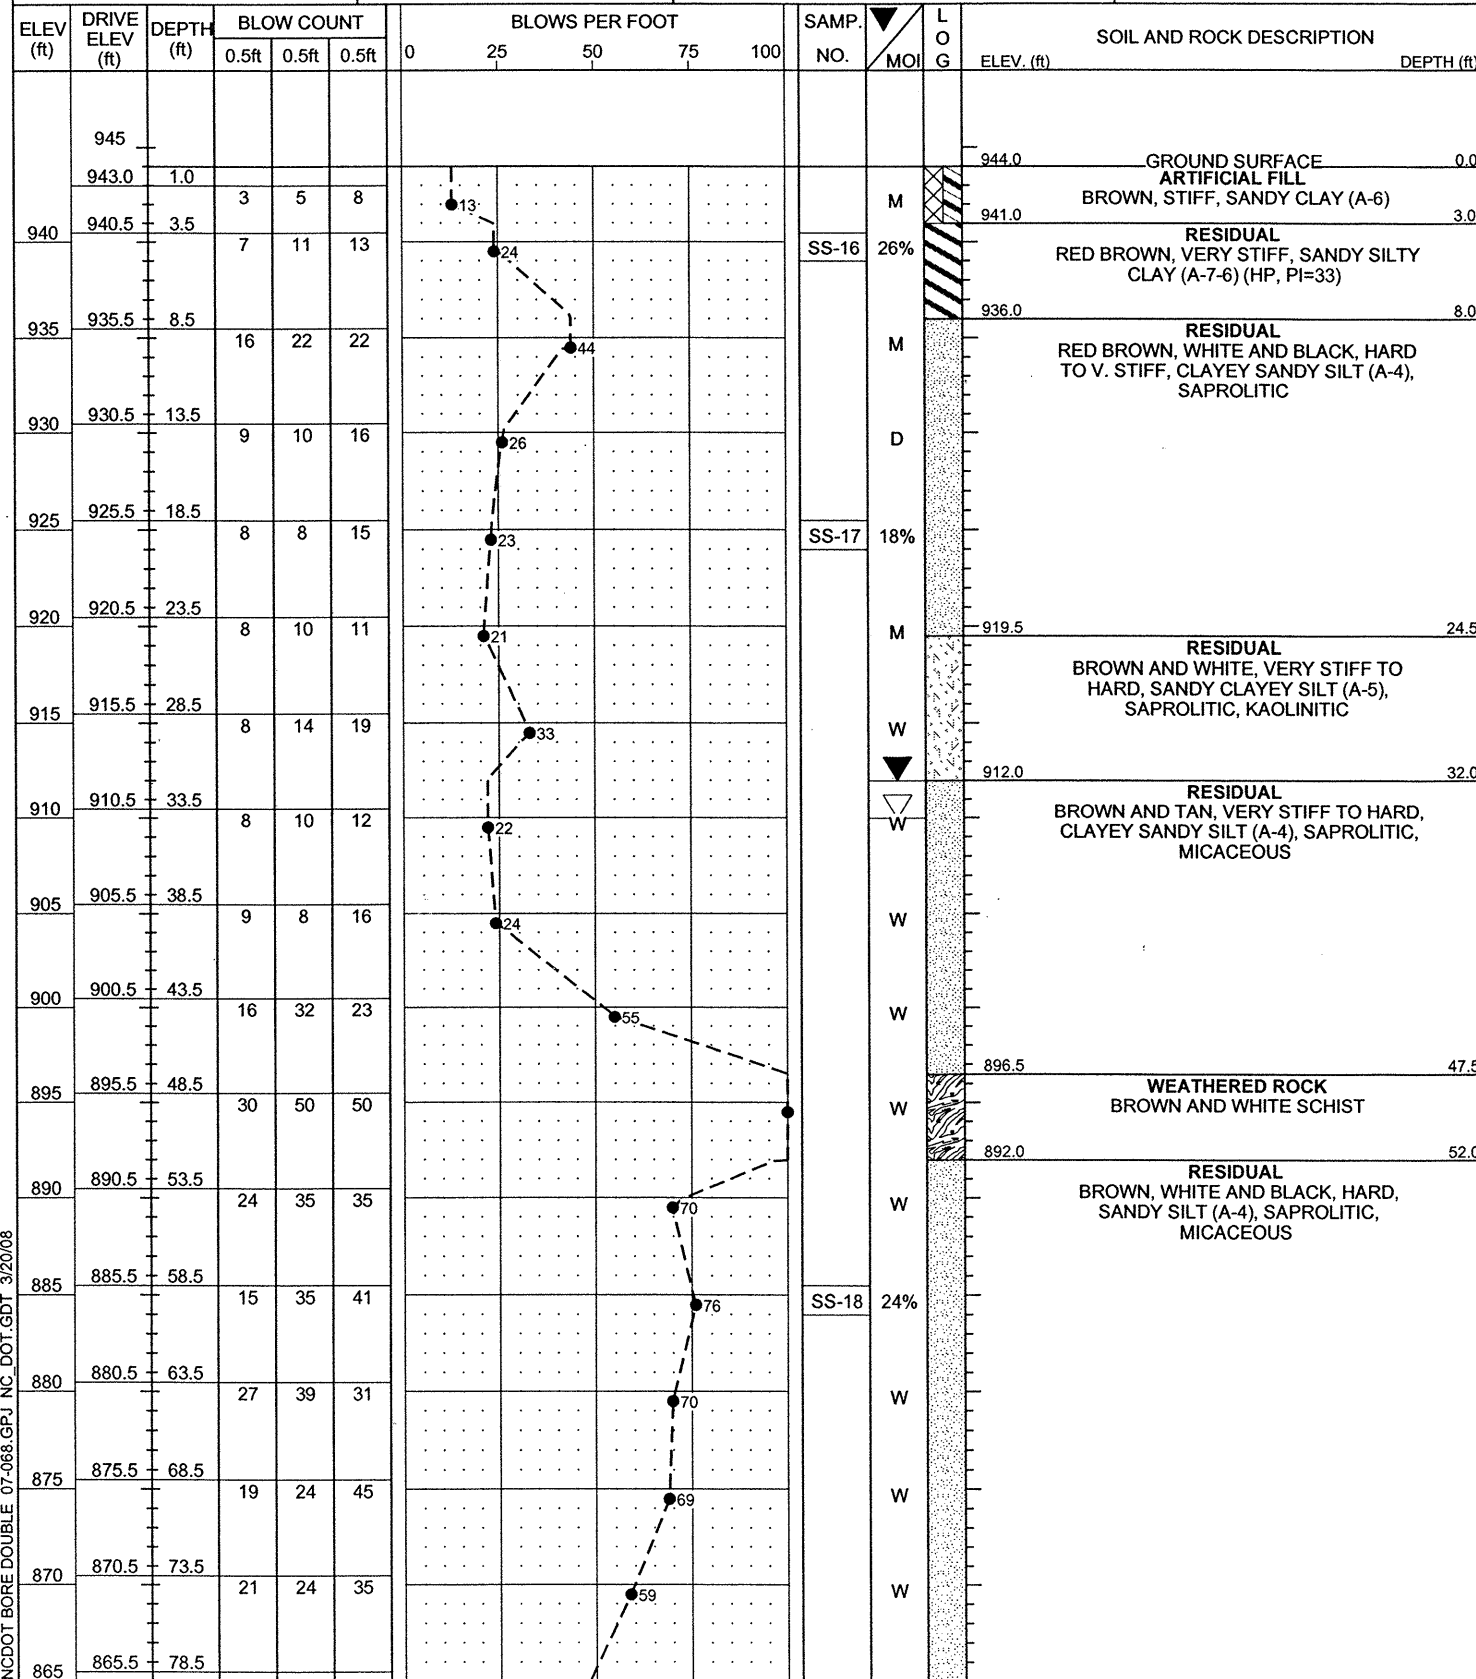 ELEV (ft) DRIVE ELEV (ft) DEPTH (ft) BLOW COUNT BLOWS PER FOOT SAMP. NO. MOI LOG SOIL AND ROCK DESCRIPTION
0.5ft 0.5ft 0.5ft 0 25 50 75 100 ELEV. (ft) DEPTH (ft)
945
944.0 GROUND SURFACE 0.0
943.0 1.0 ARTIFICIAL FILL
3 5 8 13 M BROWN, STIFF, SANDY CLAY (A-6)
940.5 3.5 941.0 3.0
940 7 11 13 24 SS-16 26% RESIDUAL
RED BROWN, VERY STIFF, SANDY SILTY
CLAY (A-7-6) (HP, PI=33)
935.5 8.5 936.0 8.0
935 16 22 22 44 M RESIDUAL
RED BROWN, WHITE AND BLACK, HARD
TO V. STIFF, CLAYEY SANDY SILT (A-4),
SAPROLITIC
930.5 13.5
930 9 10 16 26 D
925.5 18.5
925 8 8 15 23 SS-17 18%
920.5 23.5
920 8 10 11 21 M 919.5 24.5
RESIDUAL
BROWN AND WHITE, VERY STIFF TO
HARD, SANDY CLAYEY SILT (A-5),
SAPROLITIC, KAOLINITIC
915.5 28.5
915 8 14 19 33 W
912.0 32.0
910.5 33.5 RESIDUAL
910 8 10 12 22 W BROWN AND TAN, VERY STIFF TO HARD,
CLAYEY SANDY SILT (A-4), SAPROLITIC,
MICACEOUS
905.5 38.5
905 9 8 16 24 W
900.5 43.5
900 16 32 23 55 W
896.5 47.5
895.5 48.5 WEATHERED ROCK
895 30 50 50 W BROWN AND WHITE SCHIST
892.0 52.0
890.5 53.5 RESIDUAL
890 24 35 35 70 W BROWN, WHITE AND BLACK, HARD,
SANDY SILT (A-4), SAPROLITIC,
MICACEOUS
885.5 58.5
885 15 35 41 76 SS-18 24%
880.5 63.5
880 27 39 31 70 W
875.5 68.5
875 19 24 45 69 W
870.5 73.5
870 21 24 35 59 W
865.5 78.5
865
NCDOT BORE DOUBLE 07-068.GPJ NC_DOT.GDT 3/20/08